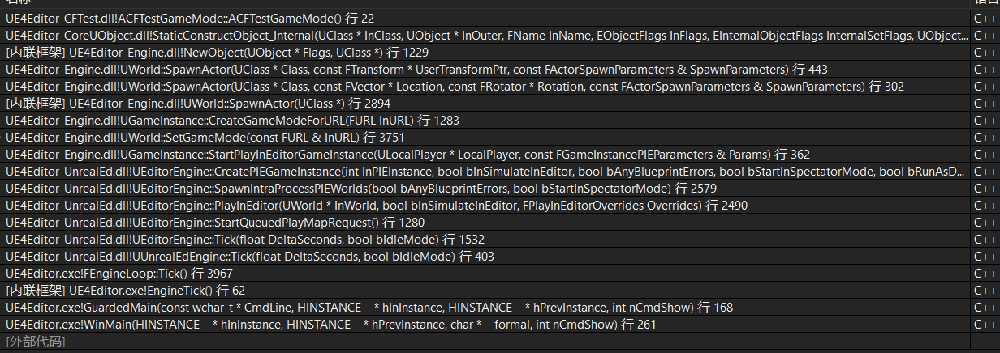 名称 语言
UE4Editor-CFTest.dll!ACFTestGameMode::ACFTestGameMode() 行 22 C++
UE4Editor-CoreUObject.dll!StaticConstructObject_Internal(UClass * InClass, UObject * InOuter, FName InName, EObjectFlags InFlags, EInternalObjectFlags InternalSetFlags, UObject... C++
[内联框架] UE4Editor-Engine.dll!NewObject(UObject * Flags, UClass *) 行 1229 C++
UE4Editor-Engine.dll!UWorld::SpawnActor(UClass * Class, const FTransform * UserTransformPtr, const FActorSpawnParameters & SpawnParameters) 行 443 C++
UE4Editor-Engine.dll!UWorld::SpawnActor(UClass * Class, const FVector * Location, const FRotator * Rotation, const FActorSpawnParameters & SpawnParameters) 行 302 C++
[内联框架] UE4Editor-Engine.dll!UWorld::SpawnActor(UClass *) 行 2894 C++
UE4Editor-Engine.dll!UGameInstance::CreateGameModeForURL(FURL InURL) 行 1283 C++
UE4Editor-Engine.dll!UWorld::SetGameMode(const FURL & InURL) 行 3751 C++
UE4Editor-Engine.dll!UGameInstance::StartPlayInEditorGameInstance(ULocalPlayer * LocalPlayer, const FGameInstancePIEParameters & Params) 行 362 C++
UE4Editor-UnrealEd.dll!UEditorEngine::CreatePIEGameInstance(int InPIEInstance, bool bInSimulateInEditor, bool bAnyBlueprintErrors, bool bStartInSpectatorMode, bool bRunAsD... C++
UE4Editor-UnrealEd.dll!UEditorEngine::SpawnIntraProcessPIEWorlds(bool bAnyBlueprintErrors, bool bStartInSpectatorMode) 行 2579 C++
UE4Editor-UnrealEd.dll!UEditorEngine::PlayInEditor(UWorld * InWorld, bool bInSimulateInEditor, FPlayInEditorOverrides Overrides) 行 2490 C++
UE4Editor-UnrealEd.dll!UEditorEngine::StartQueuedPlayMapRequest() 行 1280 C++
UE4Editor-UnrealEd.dll!UEditorEngine::Tick(float DeltaSeconds, bool bIdleMode) 行 1532 C++
UE4Editor-UnrealEd.dll!UUnrealEdEngine::Tick(float DeltaSeconds, bool bIdleMode) 行 403 C++
UE4Editor.exe!FEngineLoop::Tick() 行 3967 C++
[内联框架] UE4Editor.exe!EngineTick() 行 62 C++
UE4Editor.exe!GuardedMain(const wchar_t * CmdLine, HINSTANCE__ * hInInstance, HINSTANCE__ * hPrevInstance, int nCmdShow) 行 168 C++
UE4Editor.exe!WinMain(HINSTANCE__ * hInInstance, HINSTANCE__ * hPrevInstance, char * __formal, int nCmdShow) 行 261 C++
[外部代码]